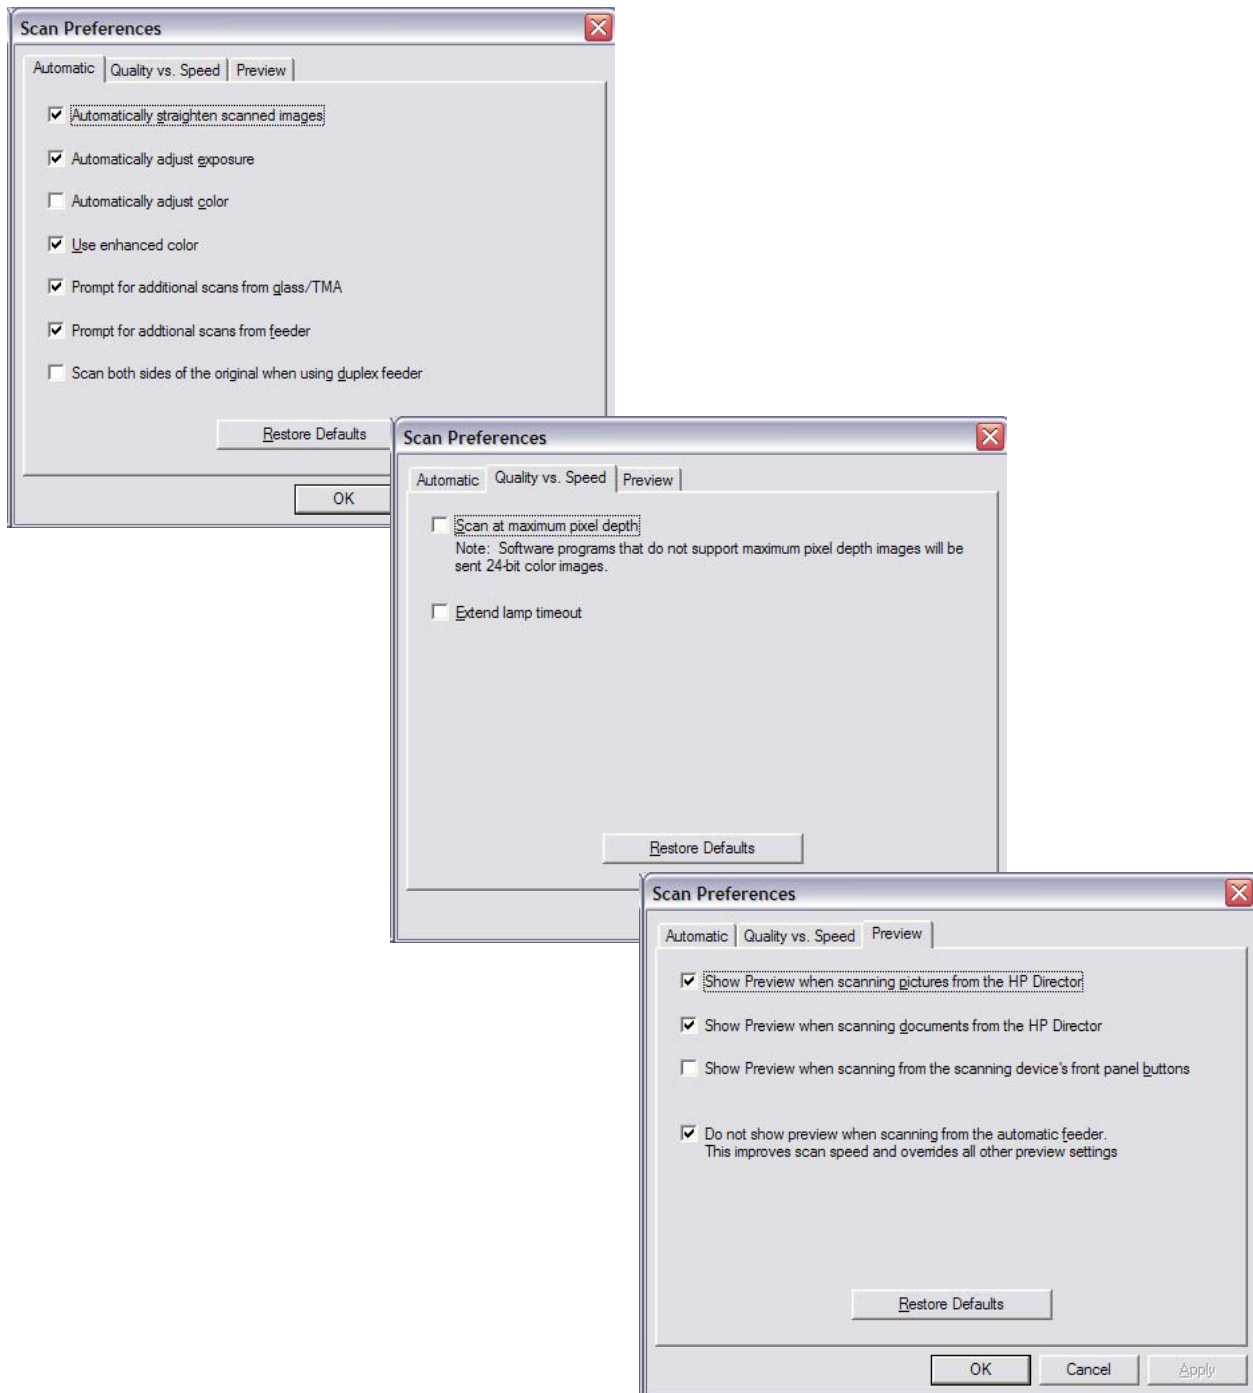 Scan Preferences
Automatic
Quality vs. Speed
Preview
Automatically straighten scanned images
Automatically adjust exposure
Automatically adjust color
Use enhanced color
Prompt for additional scans from glass/TMA
Prompt for addtional scans from feeder
Scan both sides of the original when using duplex feeder
Restore Defaults
OK
Scan Preferences
Automatic
Quality vs. Speed
Preview
Scan at maximum pixel depth
Note: Software programs that do not support maximum pixel depth images will be
sent 24-bit color images.
Extend lamp timeout
Restore Defaults
Scan Preferences
Automatic
Quality vs. Speed
Preview
Show Preview when scanning pictures from the HP Director
Show Preview when scanning documents from the HP Director
Show Preview when scanning from the scanning device's front panel buttons
Do not show preview when scanning from the automatic feeder.
This improves scan speed and overrides all other preview settings
Restore Defaults
OK
Cancel
Apply